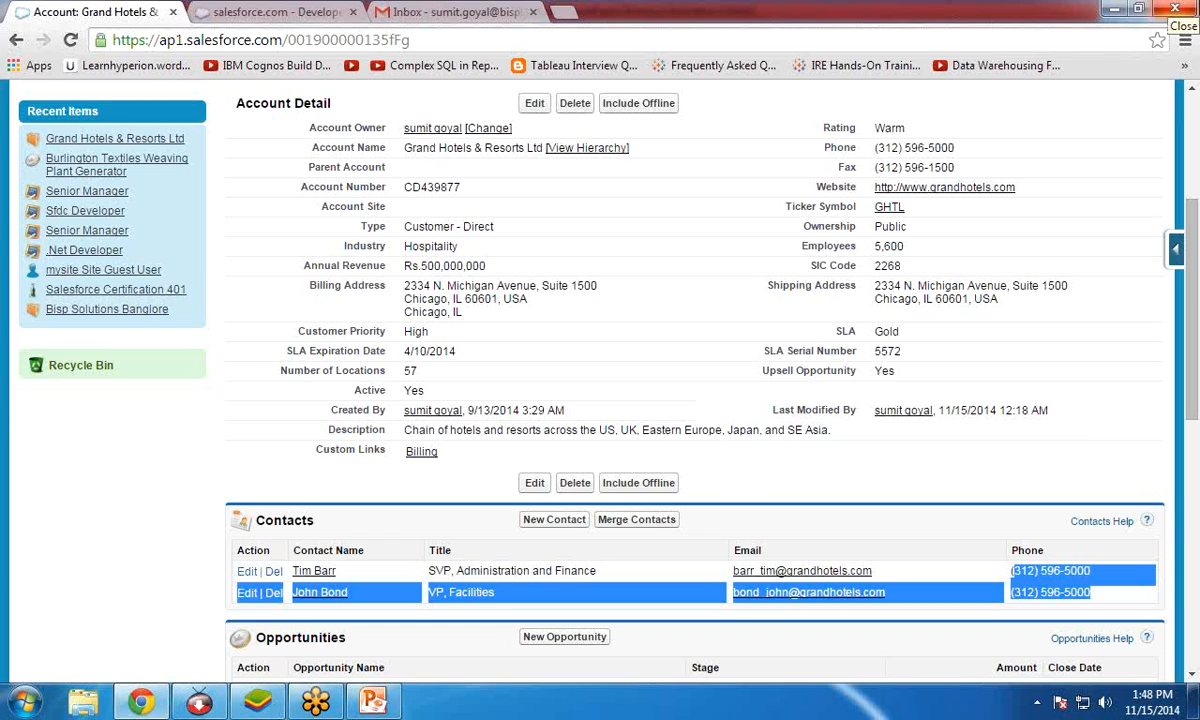 Account: Grand Hotels &
salesforce.com - Develop
Inbox - sumit.goyal@bisp
Close
https://ap1.salesforce.com/001900000135fFg
Apps
Learnhyperion.word...
IBM Cognos Build D...
Complex SQL in Rep...
Tableau Interview Q...
Frequently Asked Q...
IRE Hands-On Traini...
Data Warehousing F...
»
Recent Items
Grand Hotels & Resorts Ltd
Burlington Textiles Weaving
Plant Generator
Senior Manager
Sfdc Developer
Senior Manager
.Net Developer
mysite Site Guest User
Salesforce Certification 401
Bisp Solutions Banglore
Recycle Bin
Account Detail Edit Delete Include Offline
Account Owner sumit goyal [Change] Rating Warm
Account Name Grand Hotels & Resorts Ltd [View Hierarchy] Phone (312) 596-5000
Parent Account Fax (312) 596-1500
Account Number CD439877 Website http://www.grandhotels.com
Account Site Ticker Symbol GHTL
Type Customer - Direct Ownership Public
Industry Hospitality Employees 5,600
Annual Revenue Rs.500,000,000 SIC Code 2268
Billing Address 2334 N. Michigan Avenue, Suite 1500 Shipping Address 2334 N. Michigan Avenue, Suite 1500
Chicago, IL 60601, USA Chicago, IL 60601, USA
Chicago, IL
Customer Priority High SLA Gold
SLA Expiration Date 4/10/2014 SLA Serial Number 5572
Number of Locations 57 Upsell Opportunity Yes
Active Yes
Created By sumit goyal, 9/13/2014 3:29 AM Last Modified By sumit goyal, 11/15/2014 12:18 AM
Description Chain of hotels and resorts across the US, UK, Eastern Europe, Japan, and SE Asia.
Custom Links Billing
Edit Delete Include Offline
Contacts New Contact Merge Contacts Contacts Help ?
Action Contact Name Title Email Phone
Edit | Del Tim Barr SVP, Administration and Finance barr_tim@grandhotels.com (312) 596-5000
Edit | Del John Bond VP, Facilities bond_john@grandhotels.com (312) 596-5000
Opportunities New Opportunity Opportunities Help ?
Action Opportunity Name Stage Amount Close Date
1:48 PM
11/15/2014